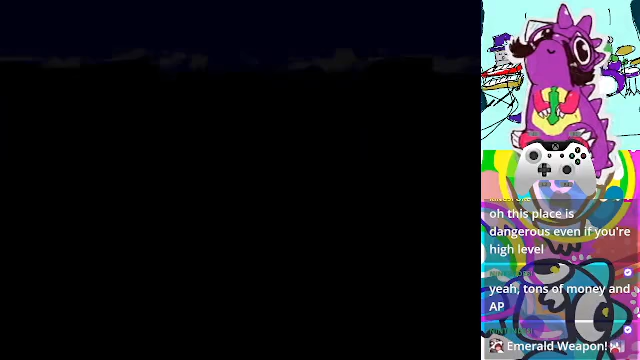 oh this place is
dangerous even if you're
high level
yeah, tons of money and
AP
Emerald Weapon!